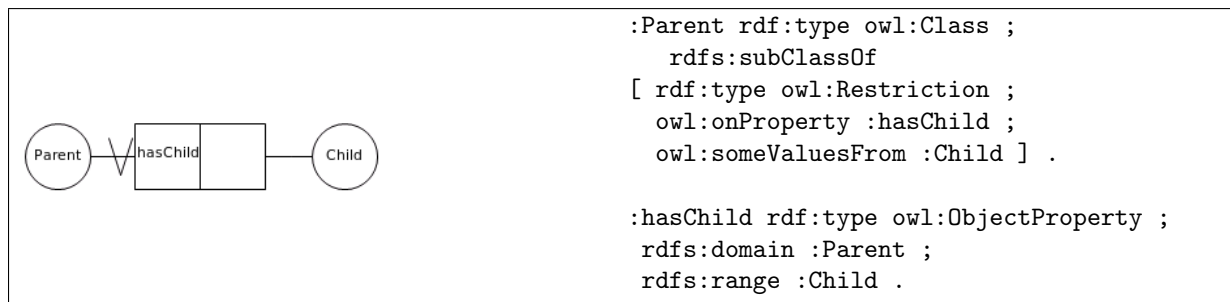 Parent
hasChild
Child
:Parent rdf:type owl:Class ;
rdfs:subClassOf
[ rdf:type owl:Restriction ;
owl:onProperty :hasChild ;
owl:someValuesFrom :Child ] .
:hasChild rdf:type owl:ObjectProperty ;
rdfs:domain :Parent ;
rdfs:range :Child .